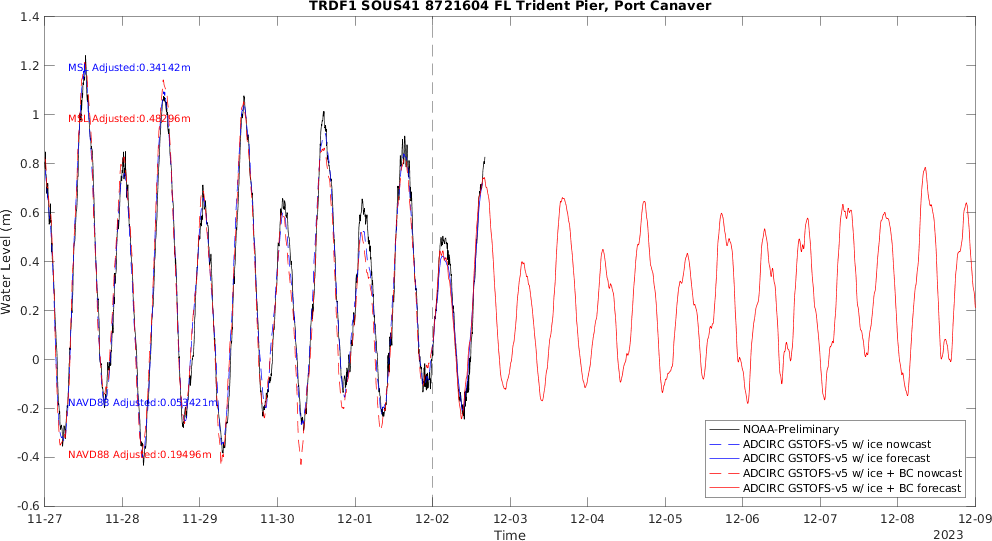 TRDF1 SOUS41 8721604 FL Trident Pier, Port Canaver
1.4
1.2
1
0.8
0.6
0.4
0.2
0
-0.2
-0.4
-0.6
Water Level (m)
MSL Adjusted:0.34142m
MSL Adjusted:0.48296m
NAVD88 Adjusted:0.053421m
NAVD88 Adjusted:0.19496m
NOAA-Preliminary
ADCIRC GSTOFS-v5 w/ ice nowcast
ADCIRC GSTOFS-v5 w/ ice forecast
ADCIRC GSTOFS-v5 w/ ice + BC nowcast
ADCIRC GSTOFS-v5 w/ ice + BC forecast
11-27 11-28 11-29 11-30 12-01 12-02 12-03 12-04 12-05 12-06 12-07 12-08 12-09
Time
2023